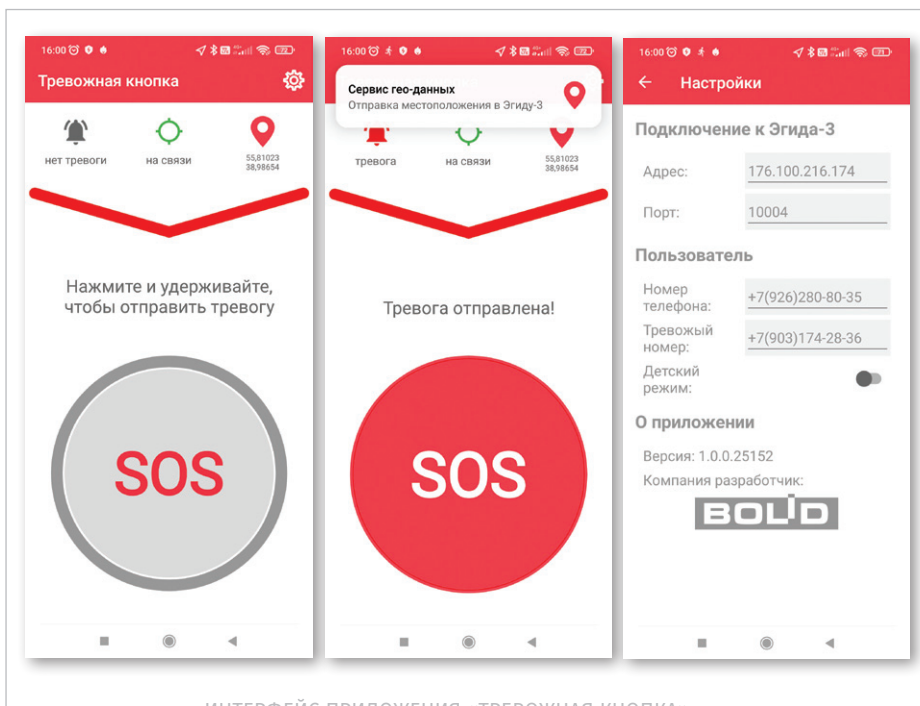 16:00
Тревожная кнопка
нет тревоги
на связи
55,81023
38,98654
Нажмите и удерживайте,
чтобы отправить тревогу
SOS
16:00
Сервис гео-данных
Отправка местоположения в Эгиду-3
тревога
на связи
55,81023
38,98654
Тревога отправлена!
SOS
16:00
Настройки
Подключение к Эгида-3
Адрес: 176.100.216.174
Порт: 10004
Пользователь
Номер
телефона: +7(926)280-80-35
Тревожый
номер: +7(903)174-28-36
Детский
режим:
О приложении
Версия: 1.0.0.25152
Компания разработчик:
BOLID
ИНТЕРФЕЙС ПРИЛОЖЕНИЯ ТРЕВОЖНАЯ КНОПКА